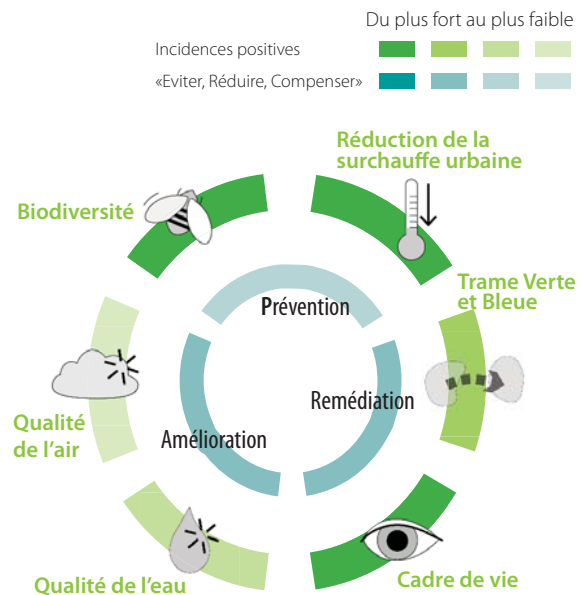 Du plus fort au plus faible
Incidences positives
«Eviter, Réduire, Compenser»
Réduction de la
surchauffe urbaine
Biodiversité
Trame Verte
et Bleue
Prévention
Remédiation
Qualité
de l'air
Amélioration
Qualité de l'eau
Cadre de vie